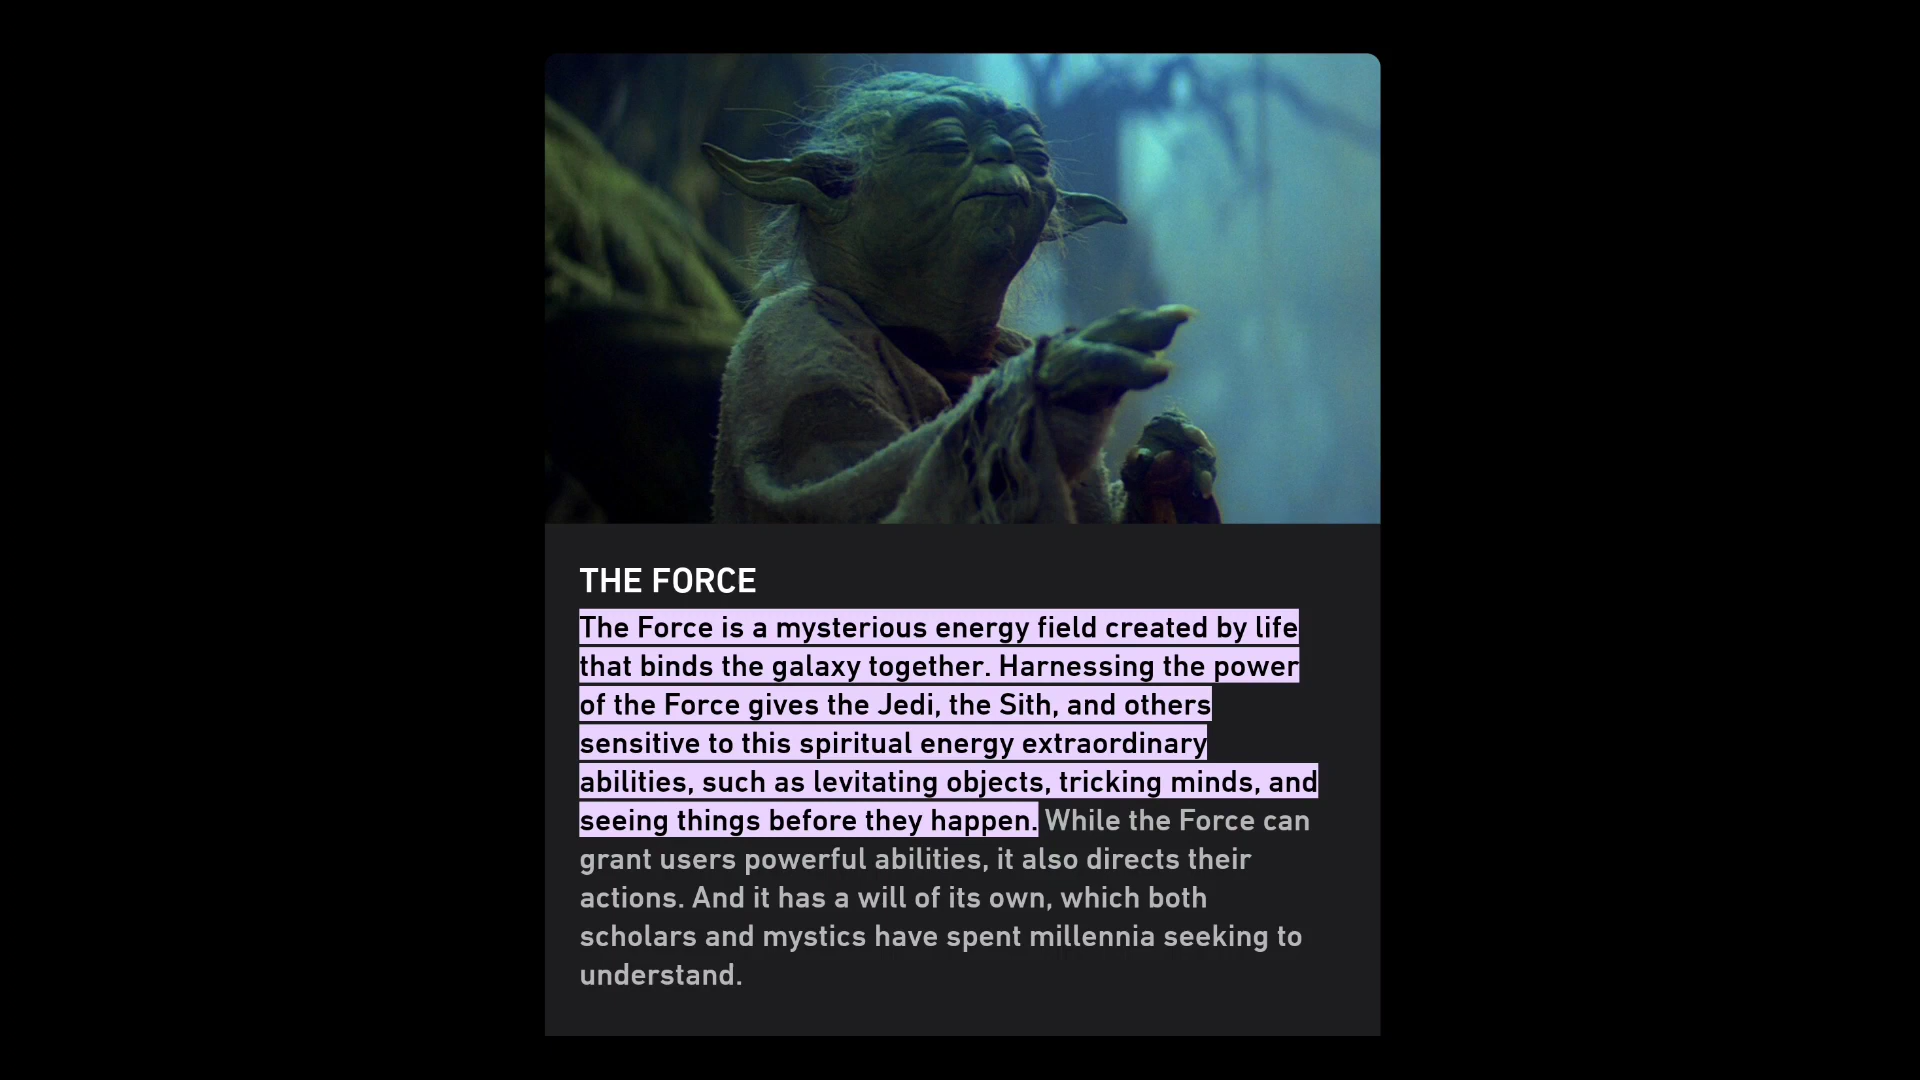 THE FORCE
The Force is a mysterious energy field created by life
that binds the galaxy together. Harnessing the power
of the Force gives the Jedi, the Sith, and others
sensitive to this spiritual energy extraordinary
abilities, such as levitating objects, tricking minds, and
seeing things before they happen. While the Force can
grant users powerful abilities, it also directs their
actions. And it has a will of its own, which both
scholars and mystics have spent millennia seeking to
understand.